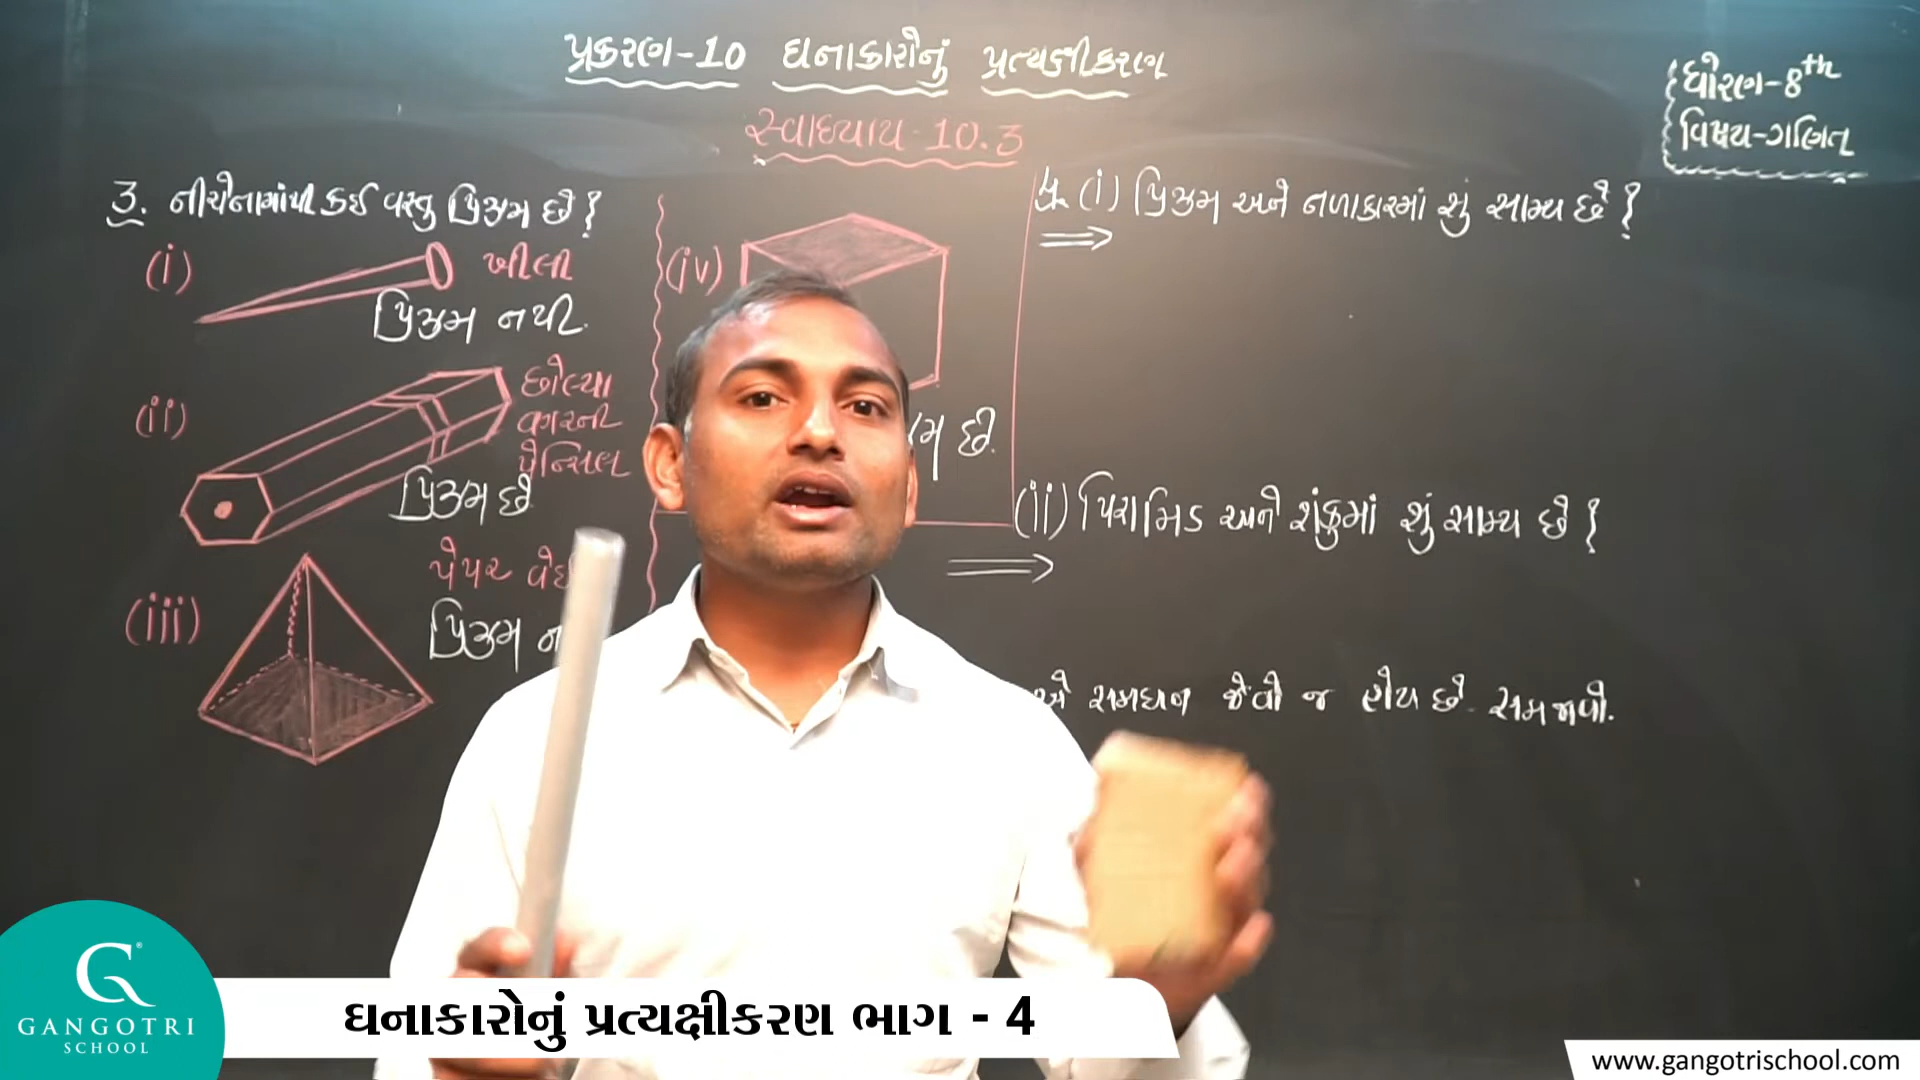 પ્રકરણ-10 ઘનાકારોનું પ્રત્યક્ષીકરણ
ધોરણ-8th
વિષય-ગણિત
સ્વાધ્યાય-10.3
3. નીચેનામાંથી કઈ વસ્તુ પ્રિઝમ છે?
(i) ખીલી
પ્રિઝમ નથી.
(ii) છોલ્યા
વગરની
પેન્સિલ
પ્રિઝમ છે
(iii) પેપર
પ્રિઝમ
(iv)
છે.
(i) પ્રિઝમ અને નળાકારમાં શું સામ્ય છે?
(ii) પિરામિડ અને શંકુમાં શું સામ્ય છે?
સમઘન જેવો જ હોય છે. સમજાવો.
GANGOTRI
SCHOOL
ઘનાકારોનું પ્રત્યક્ષીકરણ ભાગ - 4
www.gangotrischool.com